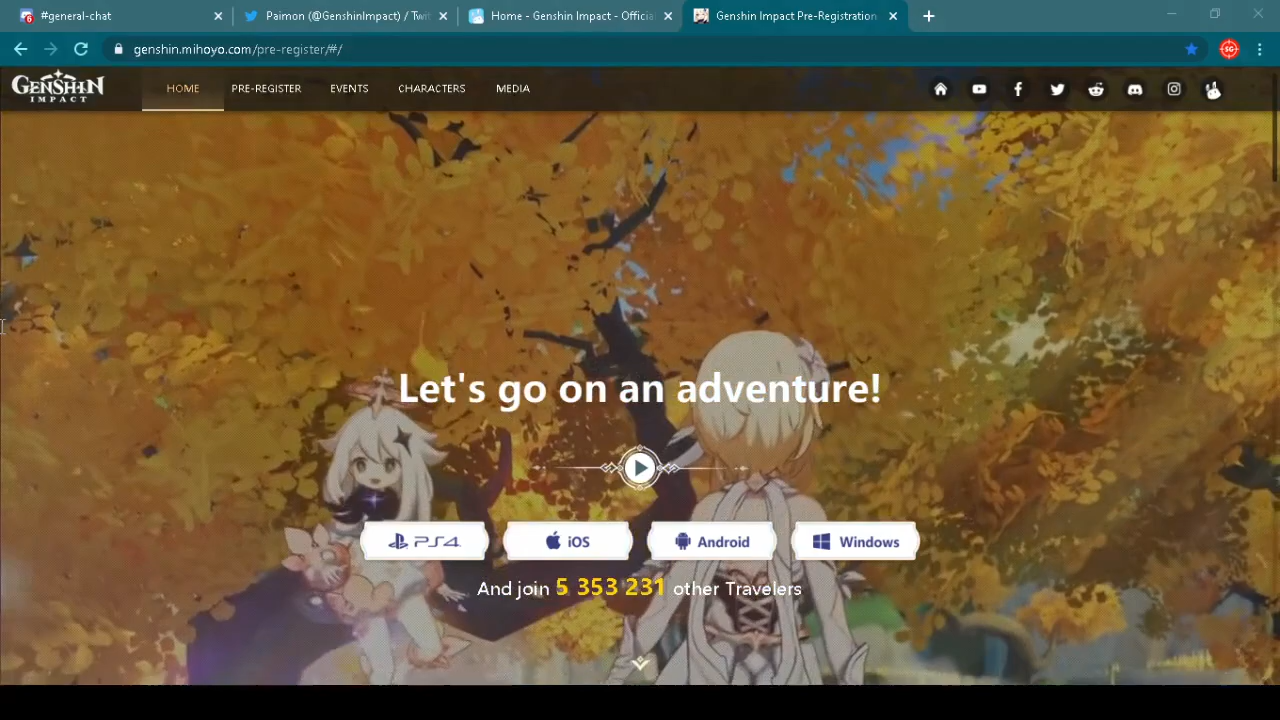 #general-chat
Paimon (@GenshinImpact) / Twit
Home - Genshin Impact - Official
Genshin Impact Pre-Registration
genshin.mihoyo.com/pre-register/#/
GENSHIN
IMPACT
HOME
PRE-REGISTER
EVENTS
CHARACTERS
MEDIA
Let's go on an adventure!
PS4
iOS
Android
Windows
And join 5 353 231 other Travelers